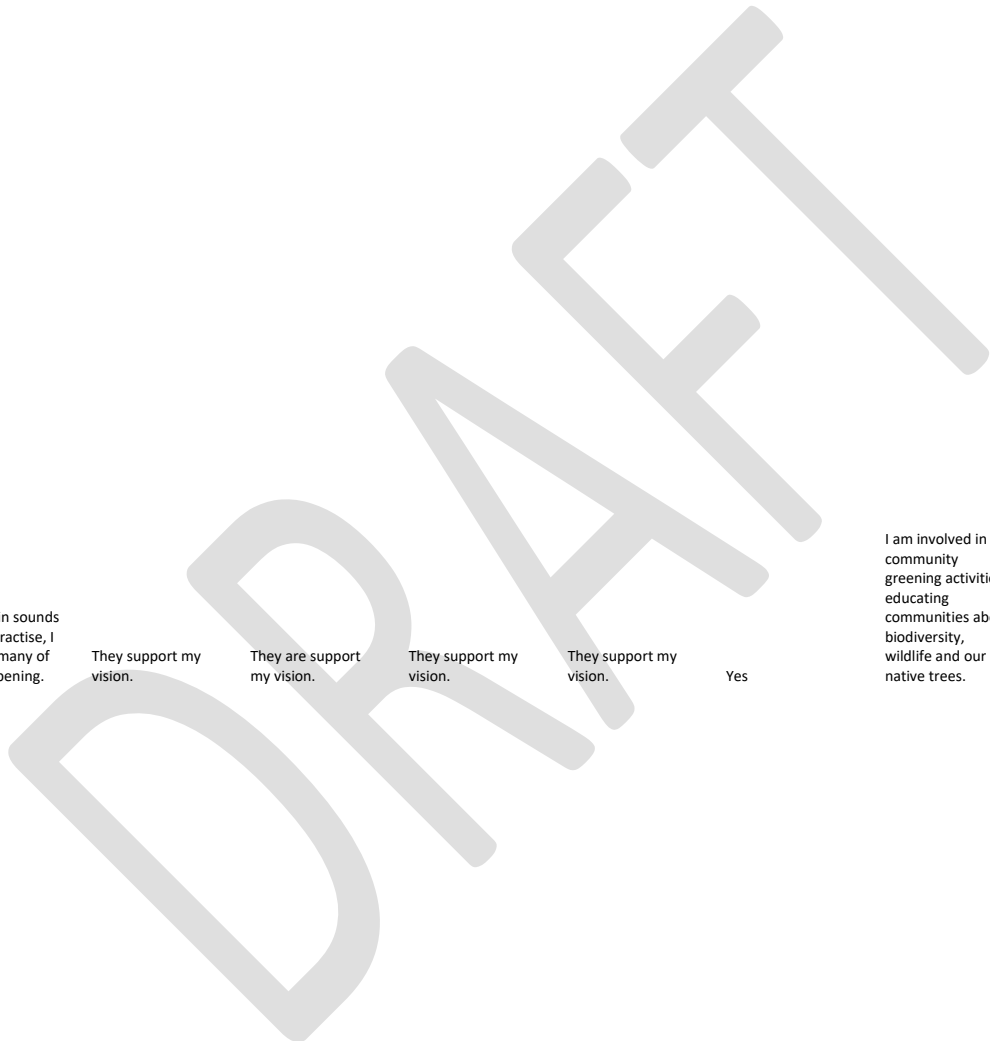 in sounds
ractise, I
many of
pening.
They support my
vision.
They are support
my vision.
They support my
vision.
They support my
vision.
Yes
I am involved in
community
greening activitie
educating
communities abo
biodiversity,
wildlife and our
native trees.
DRAFT